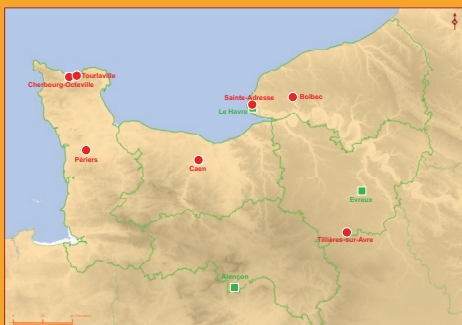 Tourlaville
Cherbourg-Octeville
Sainte-Adresse
Bolbec
Le Havre
Périers
Caen
Evreux
Tillières-sur-Avre
Alençon